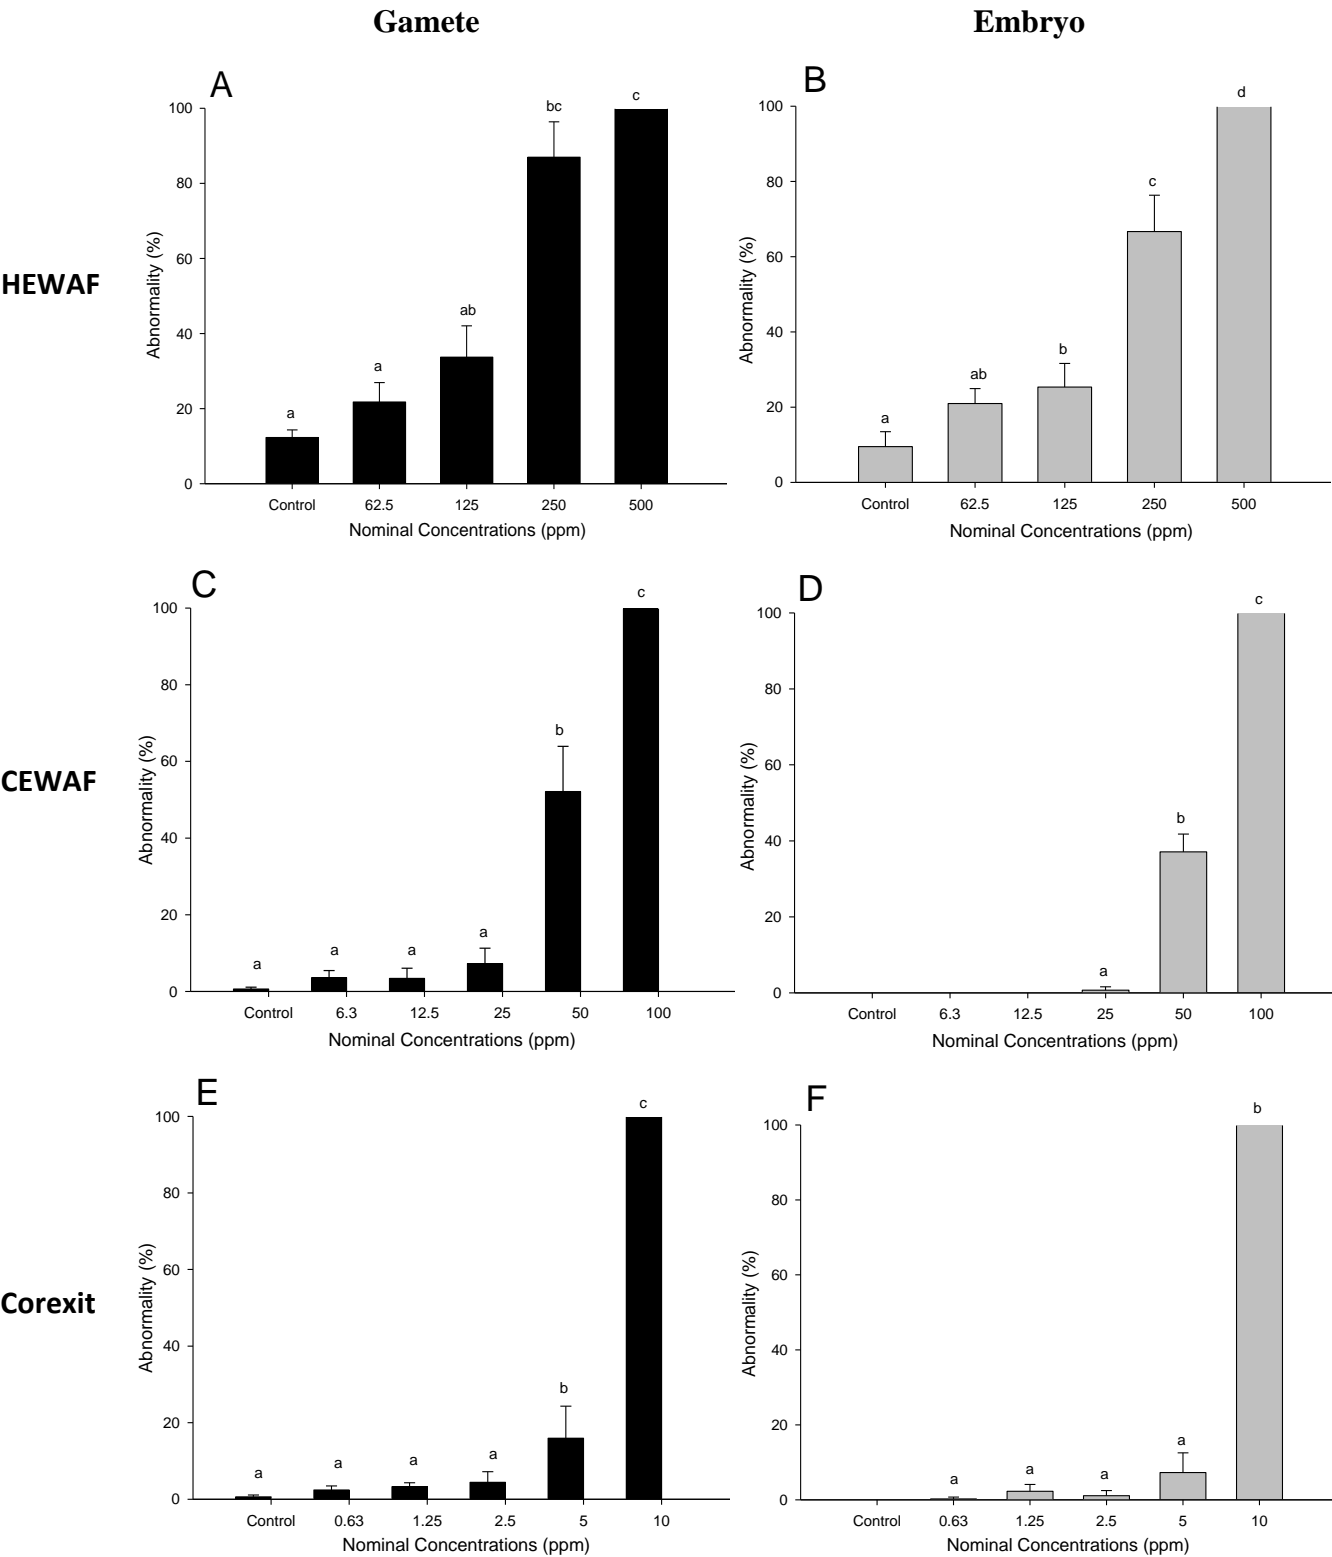 Gamete Embryo
HEWAF
A
100
80
60
40
20
0
Abnormality (%)
a
a
ab
bc
c
Control 62.5 125 250 500
Nominal Concentrations (ppm)
B
100
80
60
40
20
0
Abnormality (%)
a
ab
b
c
d
Control 62.5 125 250 500
Nominal Concentrations (ppm)
CEWAF
C
100
80
60
40
20
0
Abnormality (%)
a
a
a
a
b
c
Control 6.3 12.5 25 50 100
Nominal Concentrations (ppm)
D
100
80
60
40
20
0
Abnormality (%)
a
b
c
Control 6.3 12.5 25 50 100
Nominal Concentrations (ppm)
Corexit
E
100
80
60
40
20
0
Abnormality (%)
a
a
a
a
b
c
Control 0.63 1.25 2.5 5 10
Nominal Concentrations (ppm)
F
100
80
60
40
20
0
Abnormality (%)
a
a
a
a
b
Control 0.63 1.25 2.5 5 10
Nominal Concentrations (ppm)